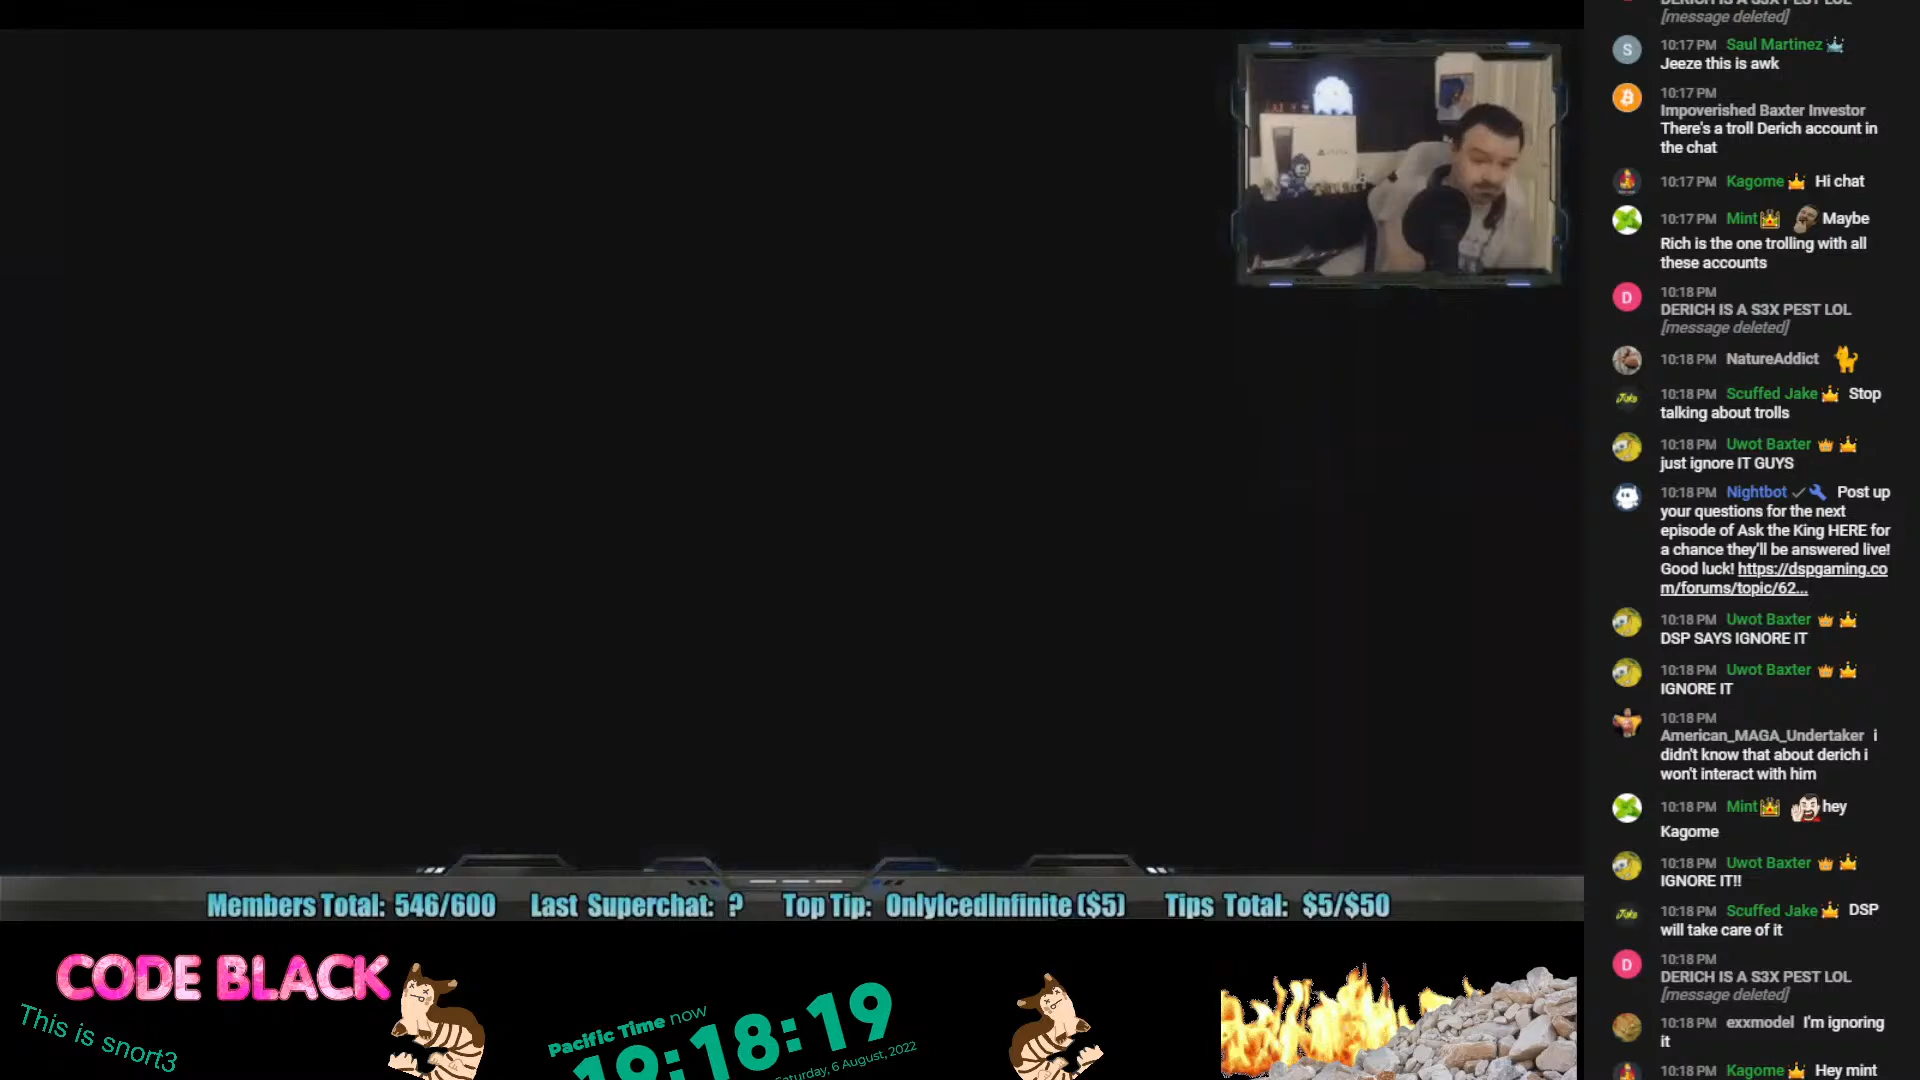 DERICH IS A S3X PEST LOL
[message deleted]
10:17 PM Saul Martinez
Jeeze this is awk
10:17 PM
Impoverished Baxter Investor
There's a troll Derich account in
the chat
10:17 PM Kagome Hi chat
10:17 PM Mint Maybe
Rich is the one trolling with all
these accounts
D
10:18 PM
DERICH IS A S3X PEST LOL
[message deleted]
10:18 PM NatureAddict
10:18 PM Scuffed Jake Stop
talking about trolls
10:18 PM Uwot Baxter
just ignore IT GUYS
10:18 PM Nightbot Post up
your questions for the next
episode of Ask the King HERE for
a chance they'll be answered live!
Good luck! https://dspgaming.co
m/forums/topic/62...
10:18 PM Uwot Baxter
DSP SAYS IGNORE IT
10:18 PM Uwot Baxter
IGNORE IT
10:18 PM
American_MAGA_Undertaker i
didn't know that about derich i
won't interact with him
10:18 PM Mint hey
Kagome
10:18 PM Uwot Baxter
IGNORE IT!!
10:18 PM Scuffed Jake DSP
will take care of it
D
10:18 PM
DERICH IS A S3X PEST LOL
[message deleted]
10:18 PM exxmodel I'm ignoring
it
10:18 PM Kagome Hey mint
Members Total: 546/600 Last Superchat: ? Top Tip: OnlyIcedInfinite ($5) Tips Total: $5/$50
CODE BLACK
This is snort3
Pacific Time now
19:18:19
Saturday, 6 August, 2022